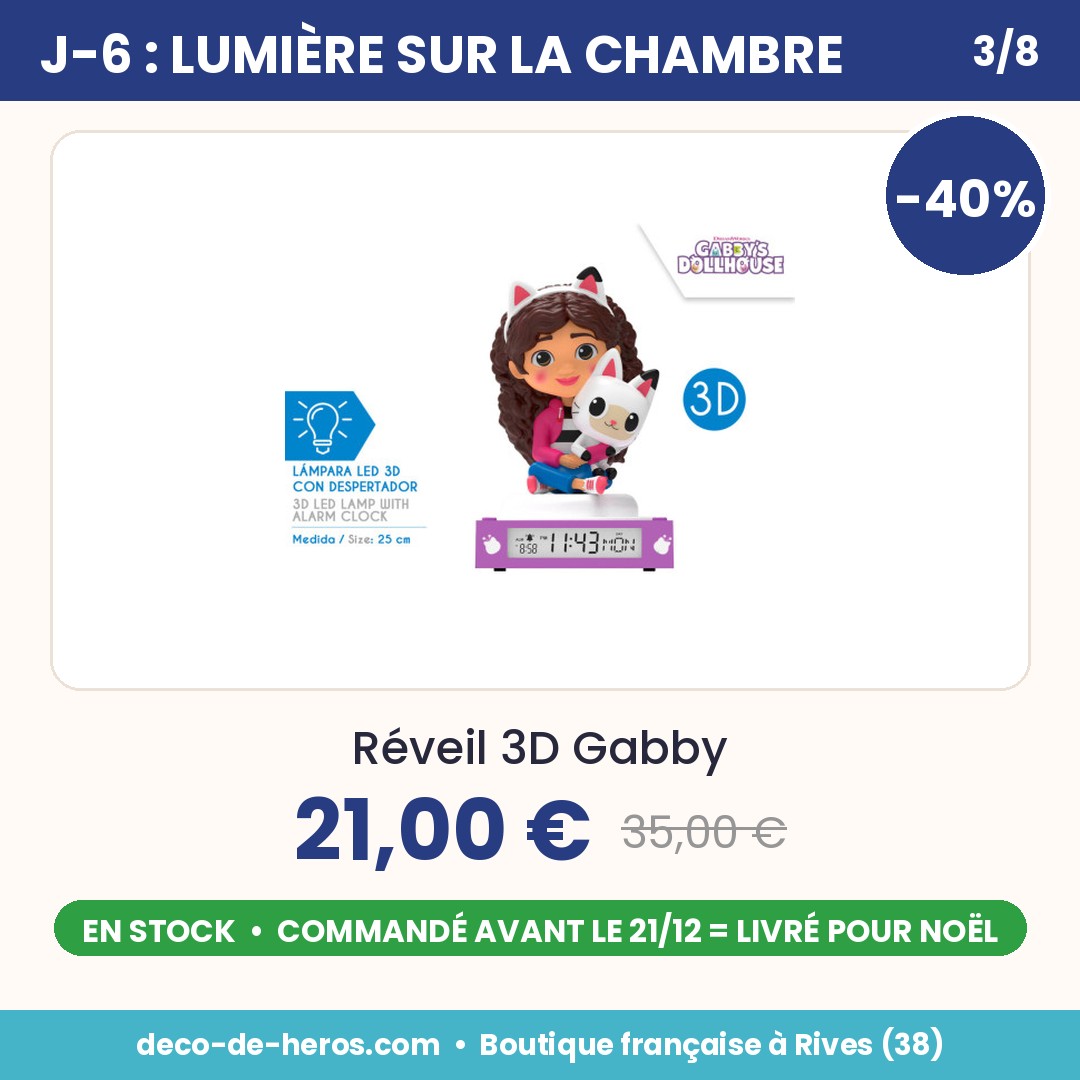 J-6 : LUMIÈRE SUR LA CHAMBRE
3/8
-40%
GABBY'S
DOLLHOUSE
3D
LÁMPARA LED 3D
CON DESPERTADOR
3D LED LAMP WITH
ALARM CLOCK
Medida / Size: 25 cm
8:58
11:43
MON
Réveil 3D Gabby
21,00 € 35,00 €
EN STOCK • COMMANDÉ AVANT LE 21/12 = LIVRÉ POUR NOËL
deco-de-heros.com • Boutique française à Rives (38)